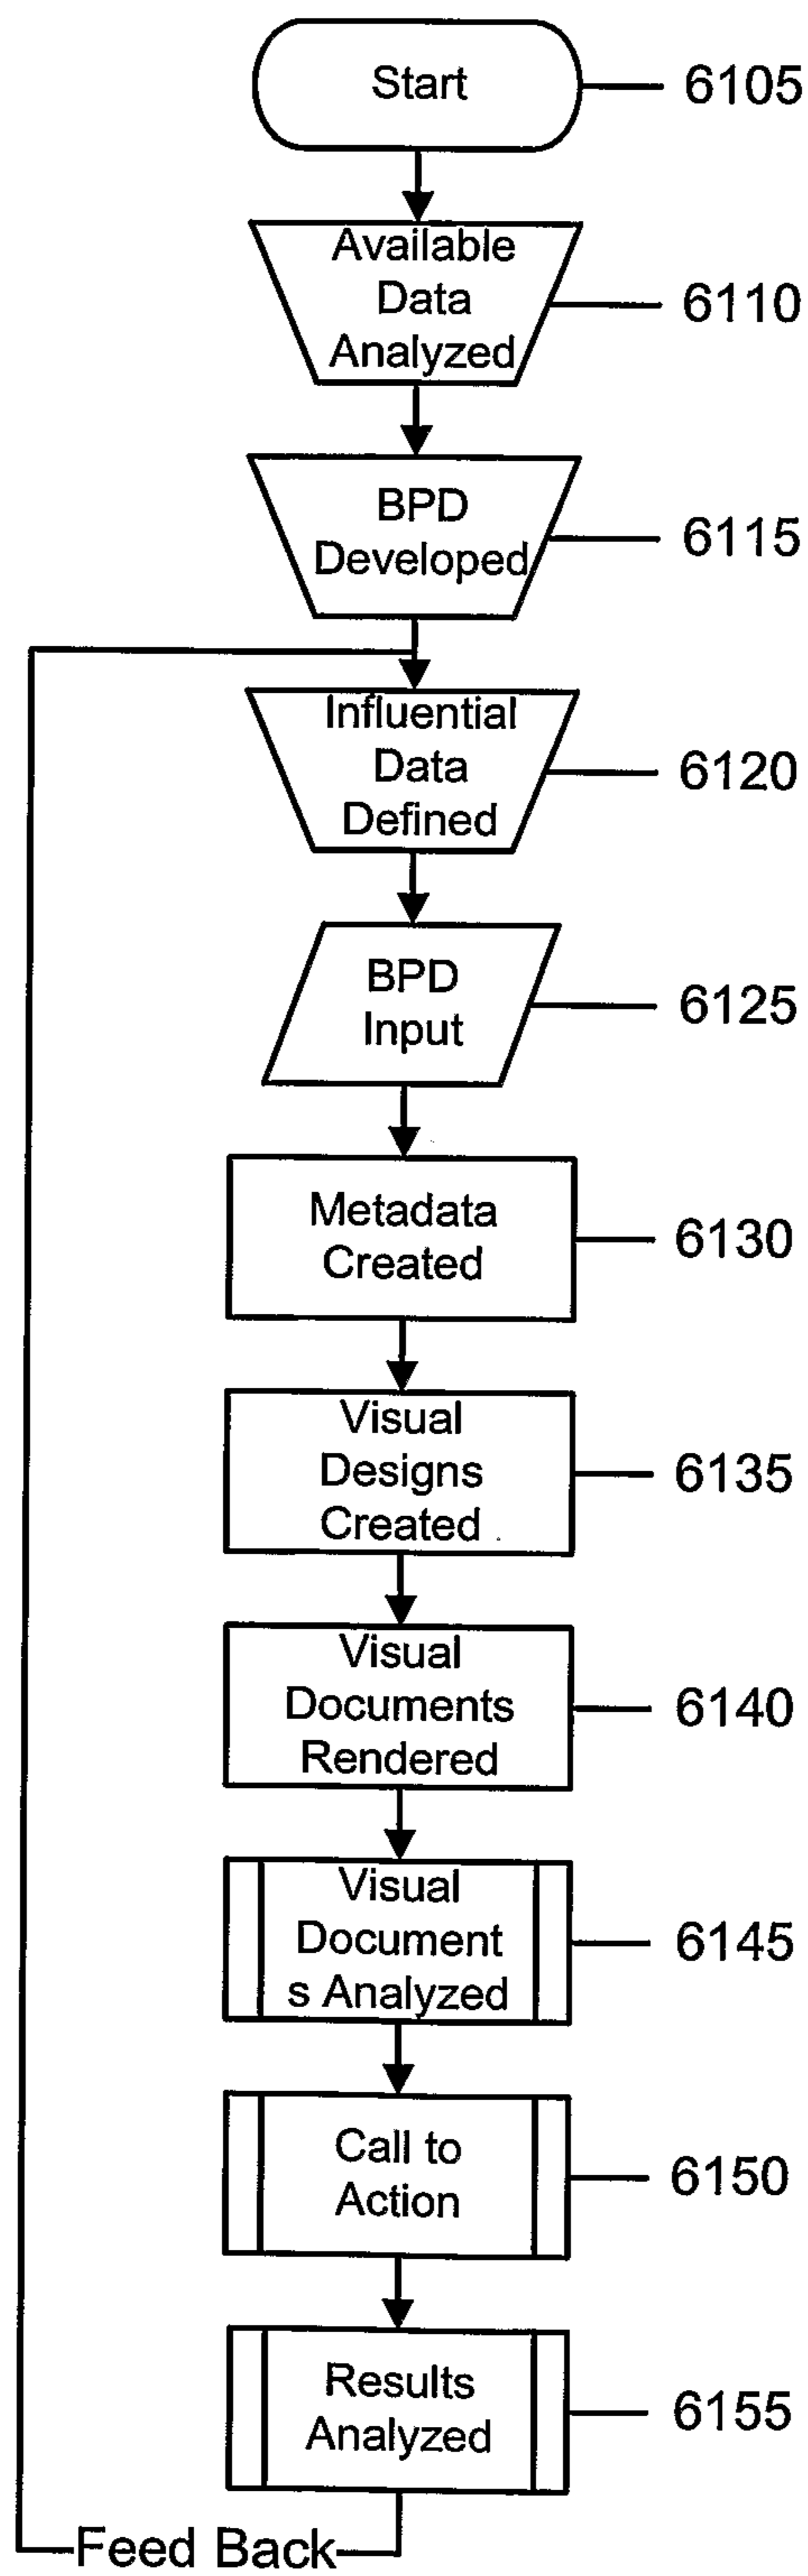 Start
6105
Available
Data
Analyzed
6110
BPD
Developed
6115
Influential
Data
Defined
6120
BPD
Input
6125
Metadata
Created
6130
Visual
Designs
Created
6135
Visual
Documents
Rendered
6140
Visual
Document
s Analyzed
6145
Call to
Action
6150
Results
Analyzed
6155
Feed Back